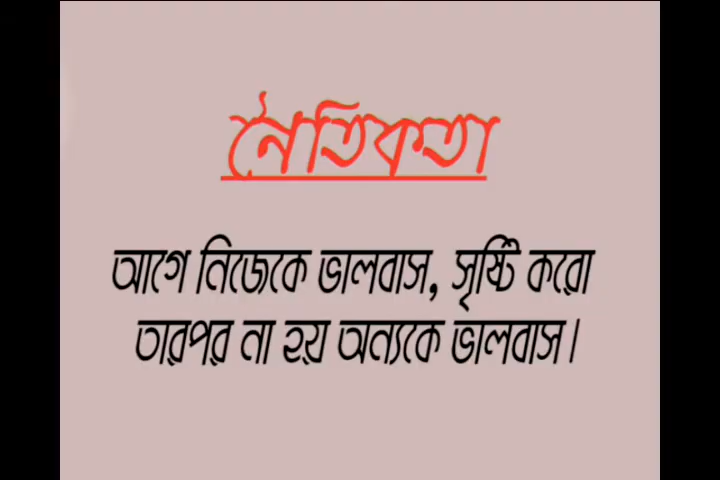 নৈতিকতা
আগে নিজেকে ভালবাস, সৃষ্টি করো
তারপর না হয় অন্যকে ভালবাস।